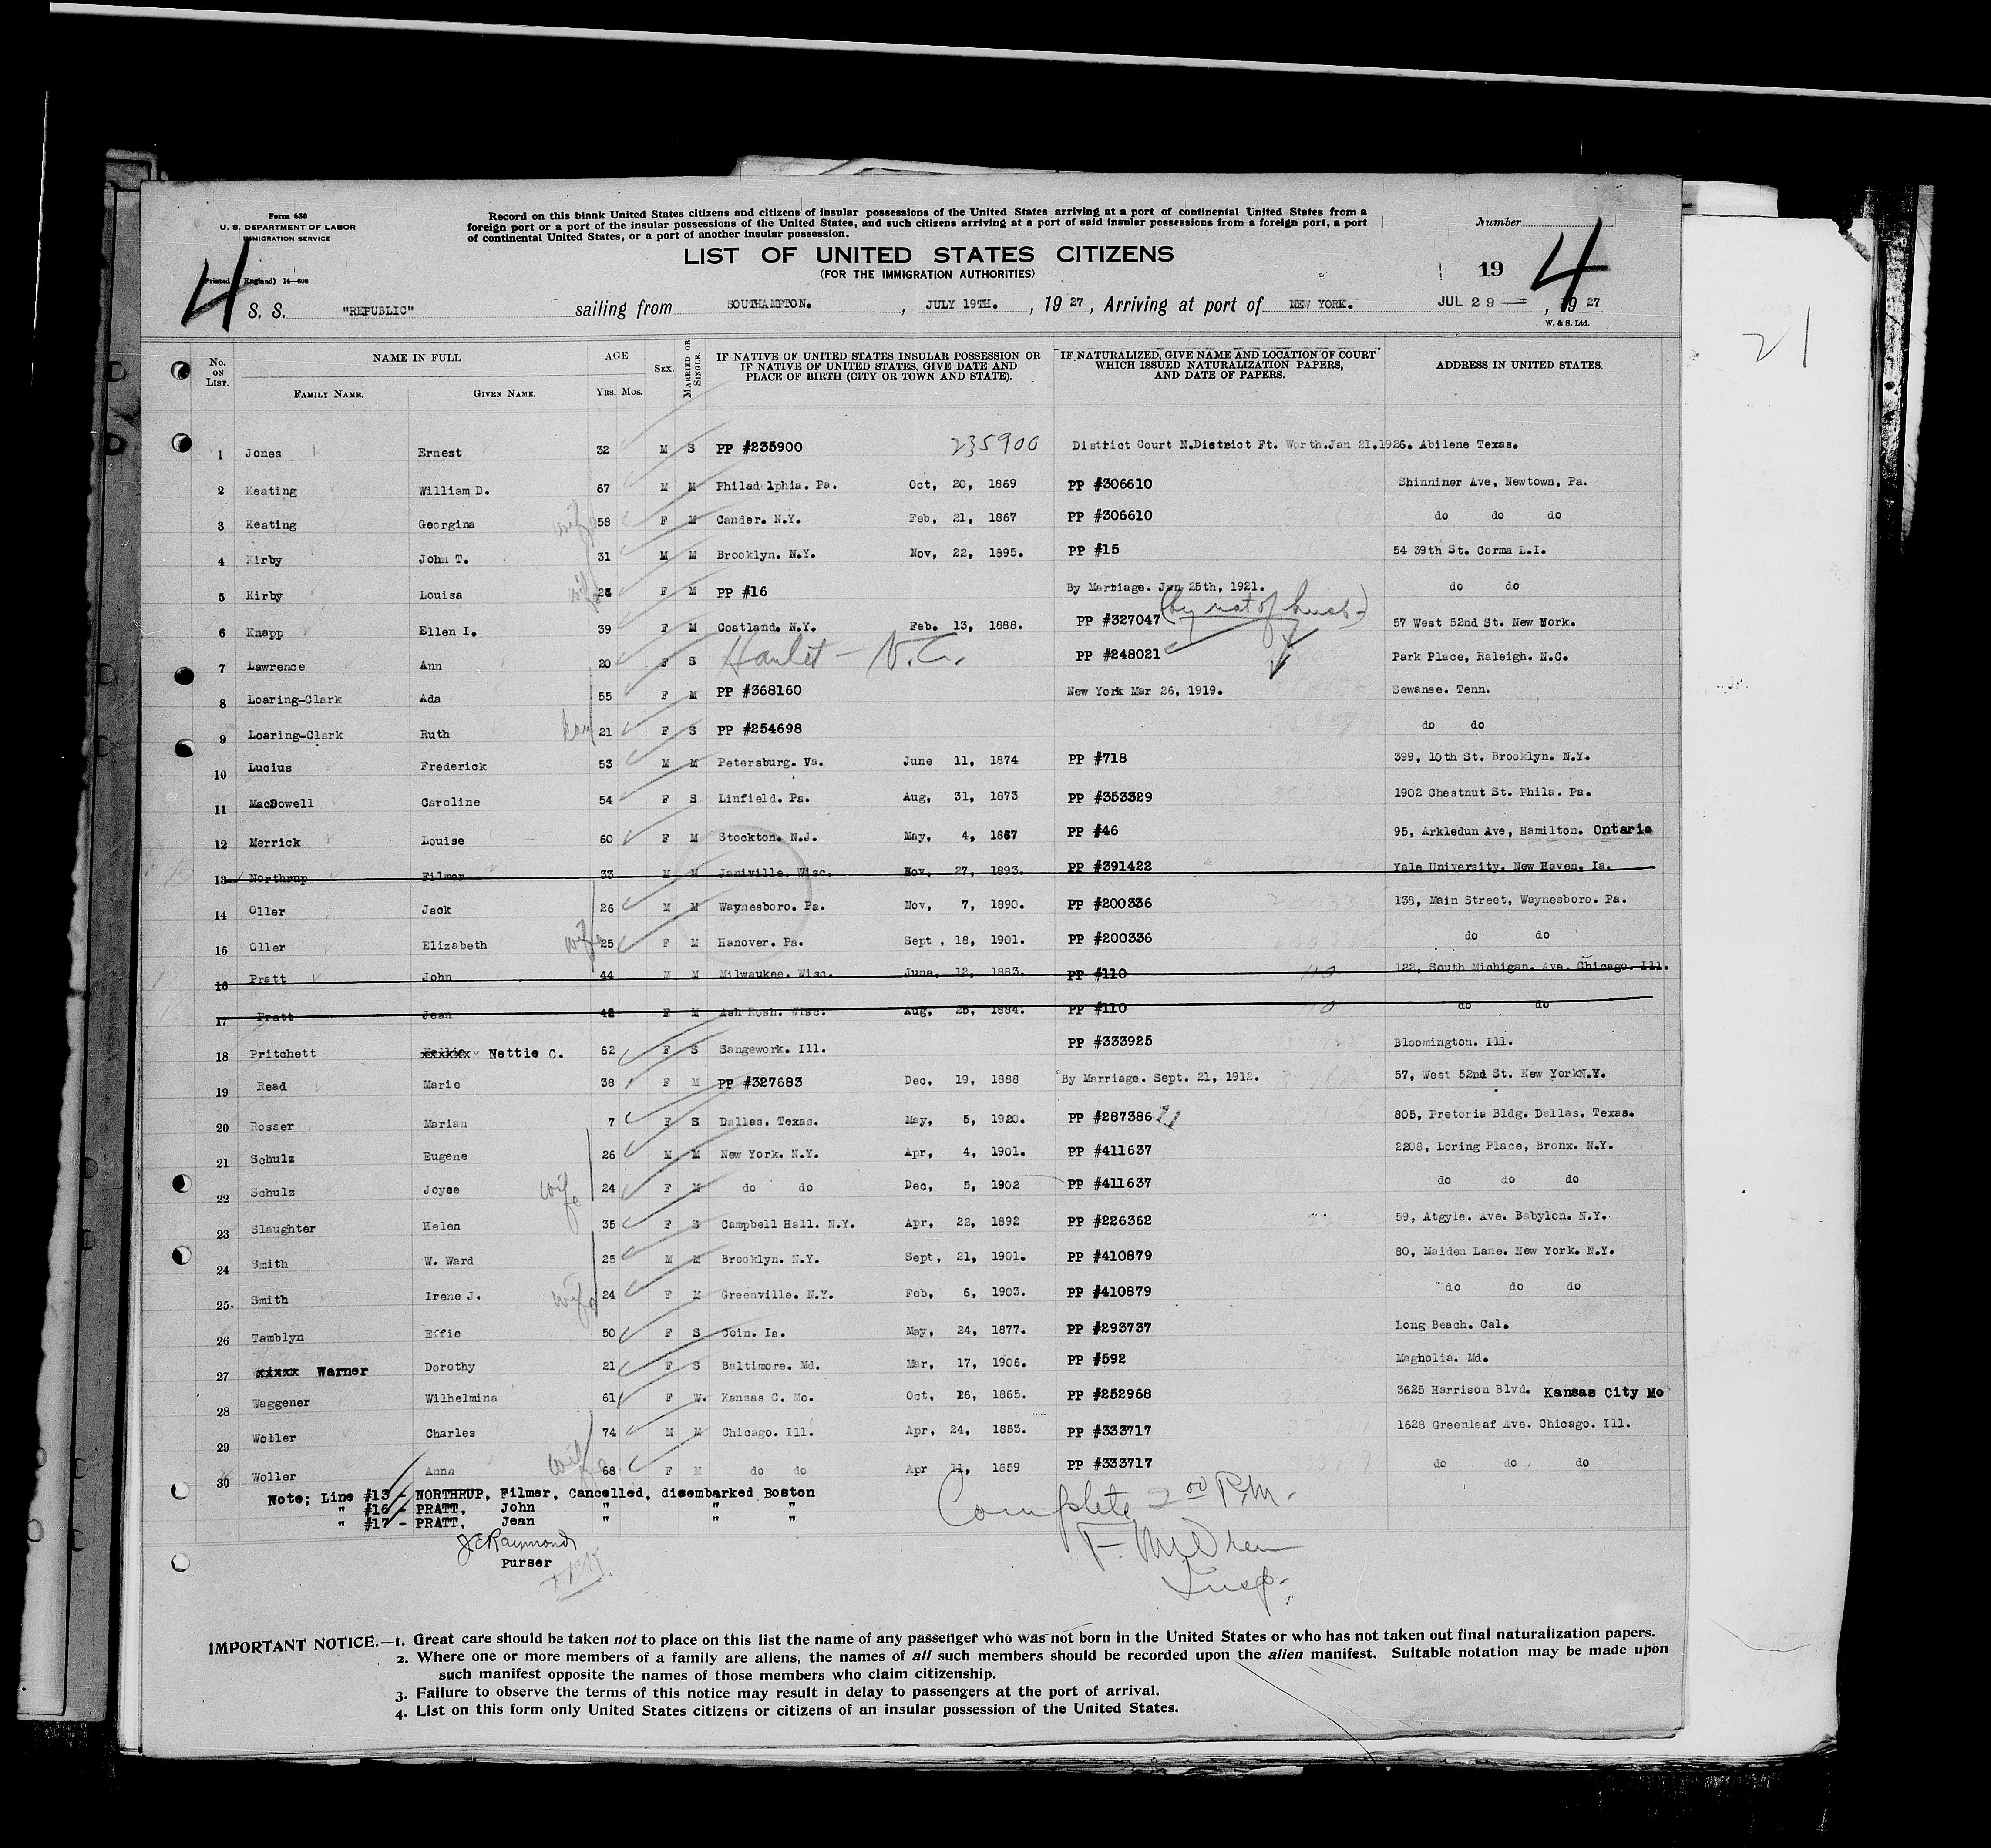 Form 630
U. S. DEPARTMENT OF LABOR
IMMIGRATION SERVICE
Record on this blank United States citizens and citizens of insular possessions of the United States arriving at a port of continental United States from a
foreign port or a port of the insular possessions of the United States, and such citizens arriving at a port of said insular possessions from a foreign port, a port
of continental United States, or a port of another insular possession.
Number
LIST OF UNITED STATES CITIZENS
(FOR THE IMMIGRATION AUTHORITIES)
19
4 4
Printed England) 14—608
S. S. "REPUBLIC" sailing from SOUTHAMPTON. , JULY 19TH. , 19 27 , Arriving at port of NEW YORK. JUL 29 , 19 27
W. & S. Ltd.
21
No. ON LIST. NAME IN FULL AGE SEX. MARRIED OR SINGLE. IF NATIVE OF UNITED STATES INSULAR POSSESSION OR IF NATIVE OF UNITED STATES, GIVE DATE AND PLACE OF BIRTH (CITY OR TOWN AND STATE). IF NATURALIZED, GIVE NAME AND LOCATION OF COURT WHICH ISSUED NATURALIZATION PAPERS, AND DATE OF PAPERS. ADDRESS IN UNITED STATES.
FAMILY NAME. GIVEN NAME. YRS. MOS.
1 Jones Ernest 32 M S PP #235900 235900 District Court N.District Ft. Worth.Jan 21.1926. Abilene Texas.
2 Keating William D. 67 M M Philadelphia. Pa. Oct, 20, 1869 PP #306610 Shinniner Ave, Newtown, Pa.
3 Keating Georgina wife 58 F M Cander. N.Y. Feb, 21, 1867 PP #306610 do do do
4 Kirby John T. 31 M M Brooklyn. N.Y. Nov, 22, 1895. PP #15 54 39th St. Corma L.I.
5 Kirby Louisa wife F M PP #16 By Marriage. Jan 25th, 1921. do do
(by nat of husb-)
6 Knapp Ellen I. 39 F M Coatland. N.Y. Feb. 13, 1888. PP #327047 57 West 52nd St. New York.
7 Lawrence Ann 20 F S Hamlet - N.C. PP #248021 Park Place, Raleigh. N.C.
8 Loaring-Clark Ada 55 F M PP #368160 New York Mar 26, 1919. Sewanee. Tenn.
9 Loaring-Clark Ruth dau 21 F S PP #254698 do do
10 Lucius Frederick 53 M M Petersburg. Va. June 11, 1874 PP #718 399, 10th St. Brooklyn. N.Y.
11 MacDowell Caroline 54 F S Linfield. Pa. Aug, 31, 1873 PP #353329 1902 Chestnut St. Phila. Pa.
12 Merrick Louise 60 F M Stockton. N.J. May, 4, 1867 PP #46 95, Arkledun Ave, Hamilton. Ontario
13 Northrup Filmer 33 M M Janiville. Wisc. Nov, 27, 1893. PP #391422 Yale University. New Haven. Ia.
14 Oller Jack 26 M M Waynesboro. Pa. Nov, 7, 1890. PP #200336 138, Main Street, Waynesboro. Pa.
15 Oller Elizabeth wife 25 F M Hanover. Pa. Sept , 18, 1901. PP #200336 do do
16 Pratt John 44 M M Milwaukee. Wisc. June, 12, 1883. PP #110 110 122, South Michigan. Ave. Chicago. Ill.
17 Pratt Jean 42 F M Ash Rosh. Wisc. Aug, 25, 1884. PP #110 do do
18 Pritchett Nettie C. 62 F S Sangework. Ill. PP #333925 Bloomington. Ill.
19 Read Marie 38 F M PP #327683 Dec, 19, 1888 By Marriage. Sept. 21, 1912. 57, West 52nd St. New YorkN.Y.
20 Rosser Marian 7 F S Dallas. Texas. May, 5, 1920. PP #287386 805, Pretoria Bldg. Dallas. Texas.
21 Schulz Eugene 26 M M New York. N.Y. Apr, 4, 1901. PP #411637 2206, Loring Place, Bronx. N.Y.
22 Schulz Joyce wife 24 F M do do Dec, 5, 1902 PP #411637 do do do
23 Slaughter Helen 35 F S Campbell Hall. N.Y. Apr, 22, 1892 PP #226362 59, Atgyle. Ave. Babylon. N.Y.
24 Smith W. Ward 25 M M Brooklyn. N.Y. Sept, 21, 1901. PP #410879 80, Maiden Lane. New York. N.Y.
25. Smith Irene J. wife 24 F M Greenville. N.Y. Feb, 6, 1903. PP #410879 do do do
26 Tamblyn Effie 50 F S Coin. Ia. May, 24, 1877. PP #293737 Long Beach. Cal.
27 Warner Dorothy 21 F S Baltimore. Md. Mar, 17, 1906. PP #592 Magnolia. Md.
28 Waggener Wilhelmina 61 F W. Kansas C. Mo. Oct, 26, 1865. PP #252968 3625 Harrison Blvd. Kansas City Mo
29 Woller Charles 74 M M Chicago. Ill. Apr, 24, 1853. PP #333717 1628 Greenleaf Ave. Chicago. Ill.
30 Woller Anna wife 68 F M do do Apr 11, 1859 PP #333717 do do do
Note; Line #13 - NORTHRUP, Filmer, Cancelled, disembarked Boston
" #16 - PRATT, John " " "
" #17 - PRATT, Jean " " "
J C Raymond
Purser
Complete 2 00 P.M.
Insp.
IMPORTANT NOTICE.—1. Great care should be taken not to place on this list the name of any passenger who was not born in the United States or who has not taken out final naturalization papers.
2. Where one or more members of a family are aliens, the names of all such members should be recorded upon the alien manifest. Suitable notation may be made upon
such manifest opposite the names of those members who claim citizenship.
3. Failure to observe the terms of this notice may result in delay to passengers at the port of arrival.
4. List on this form only United States citizens or citizens of an insular possession of the United States.